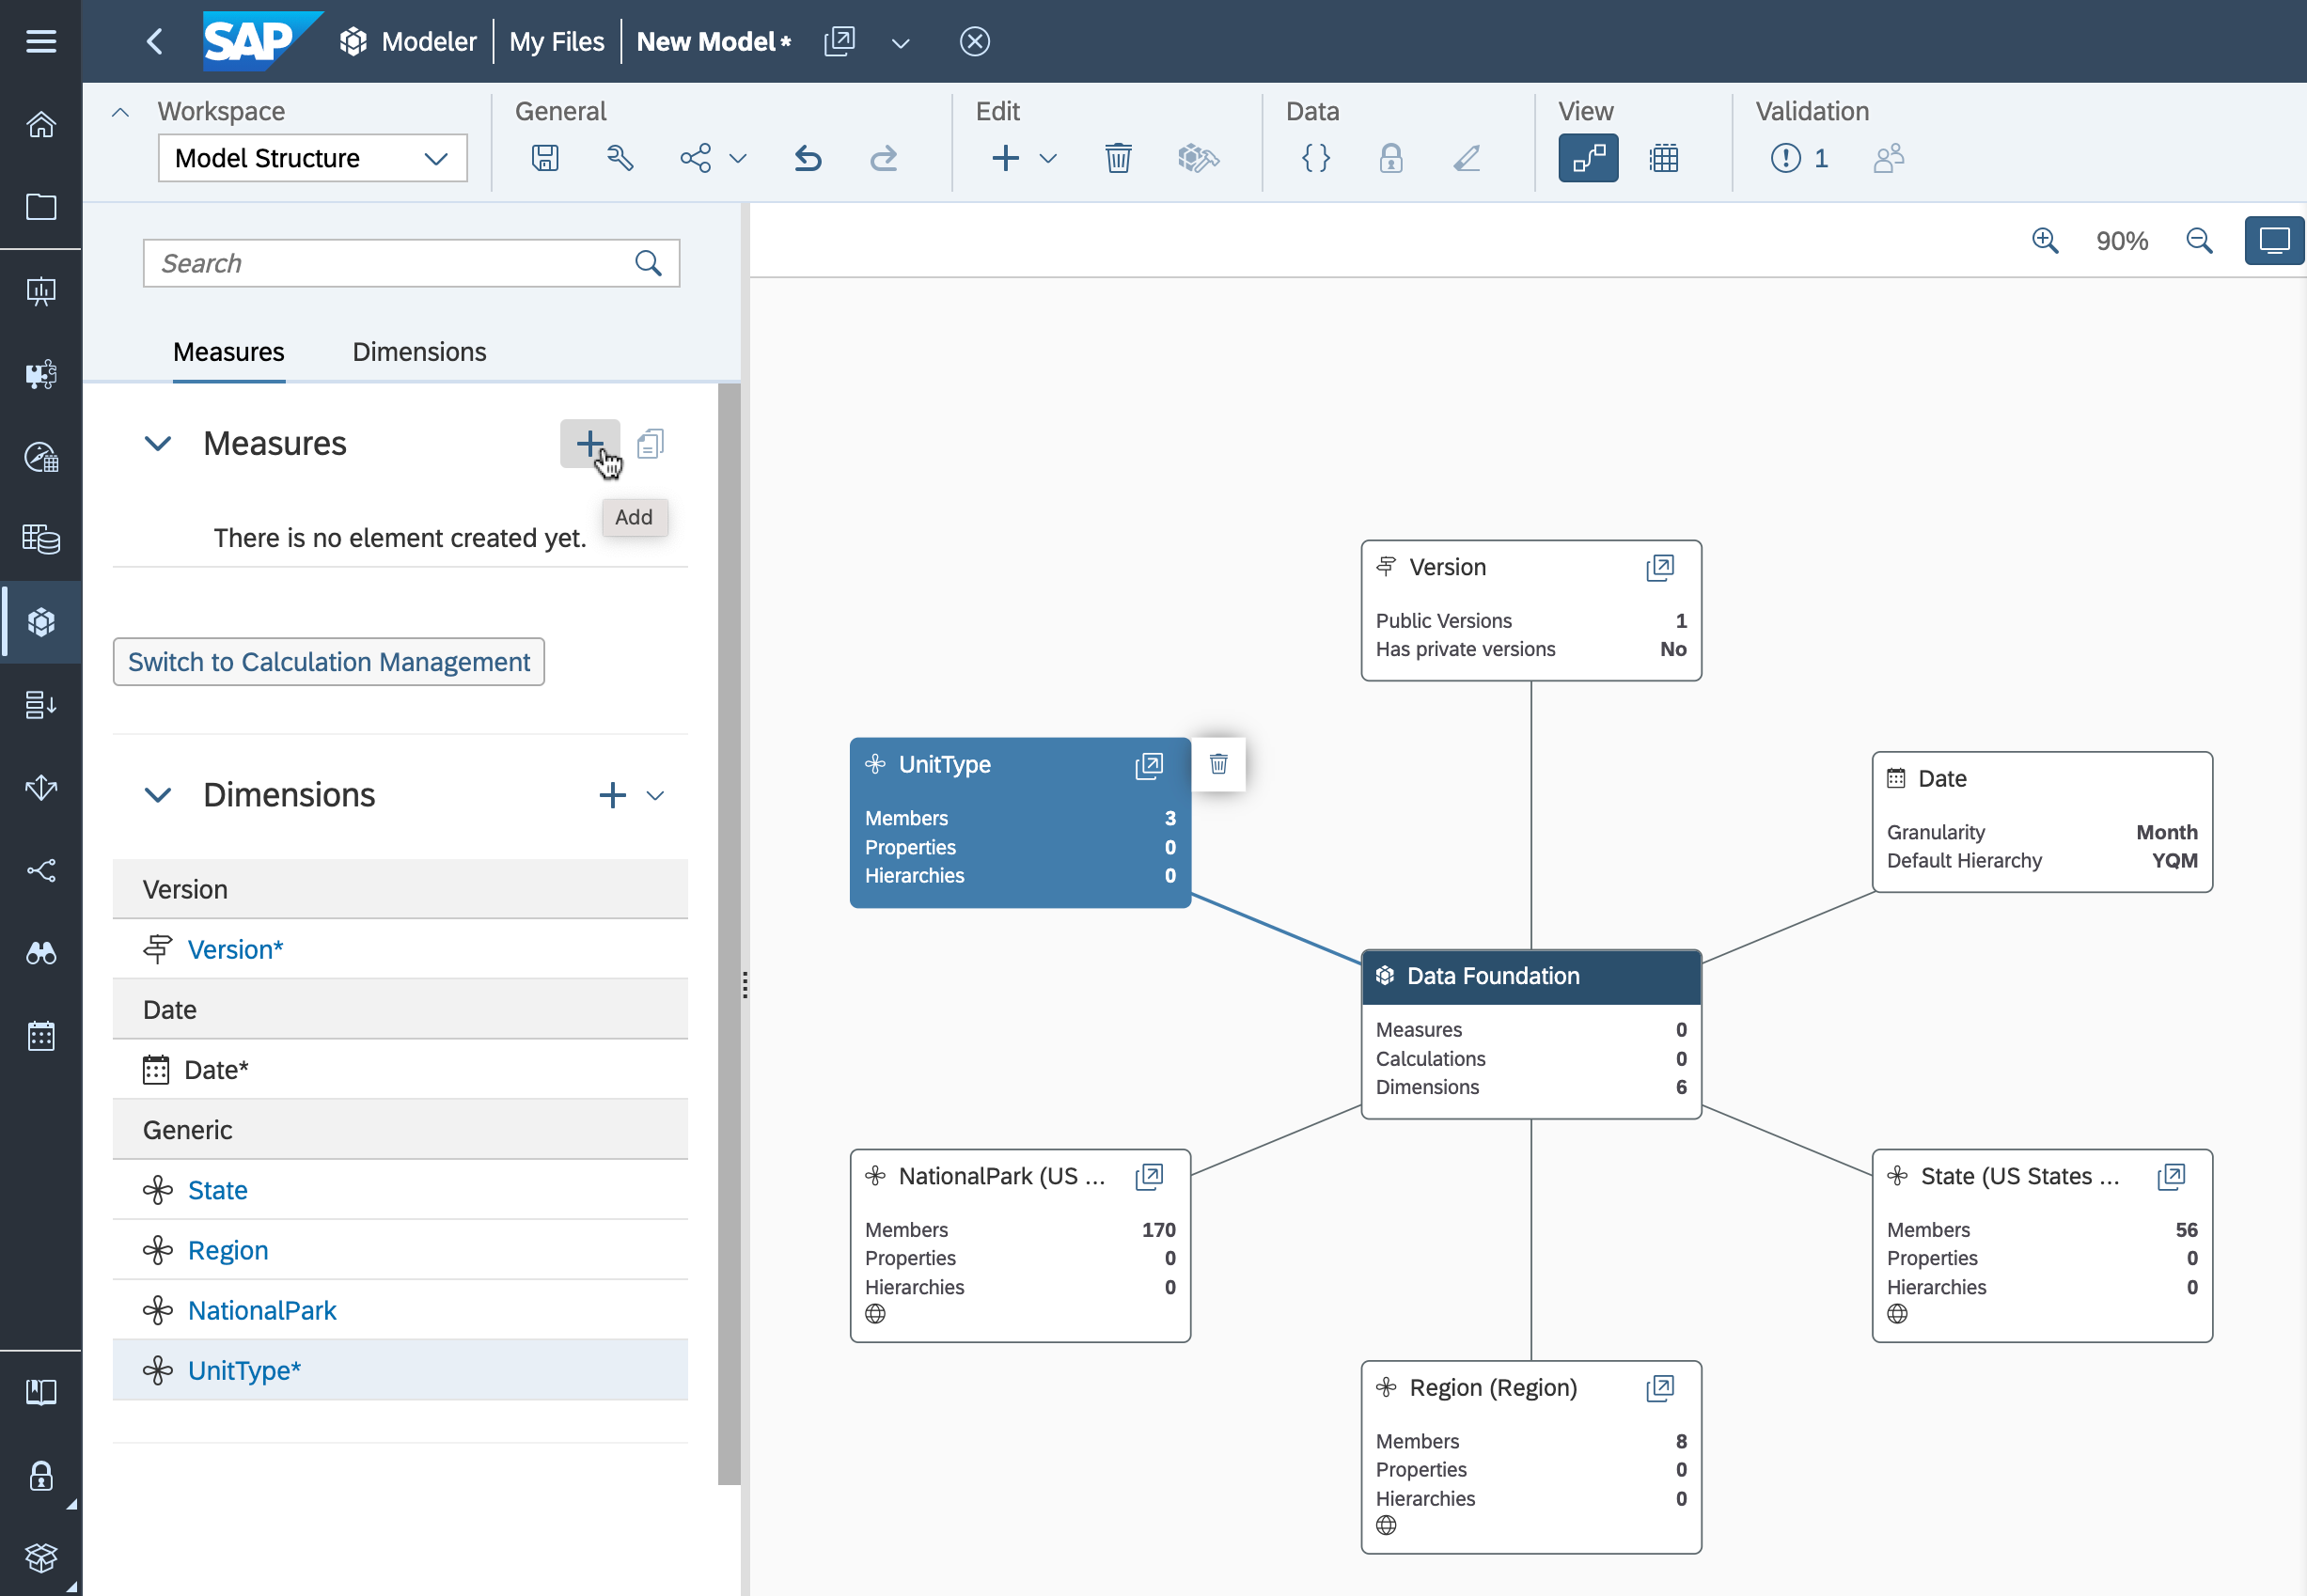 SAP Modeler My Files New Model*
Workspace General Edit Data View Validation
Model Structure 1
Search
90%
Measures Dimensions
Measures
Add
There is no element created yet.
Switch to Calculation Management
Dimensions
Version
Version*
Date
Date*
Generic
State
Region
NationalPark
UnitType*
Version
Public Versions 1
Has private versions No
UnitType
Members 3
Properties 0
Hierarchies 0
Date
Granularity Month
Default Hierarchy YQM
Data Foundation
Measures 0
Calculations 0
Dimensions 6
NationalPark (US ...
Members 170
Properties 0
Hierarchies 0
State (US States ...
Members 56
Properties 0
Hierarchies 0
Region (Region)
Members 8
Properties 0
Hierarchies 0